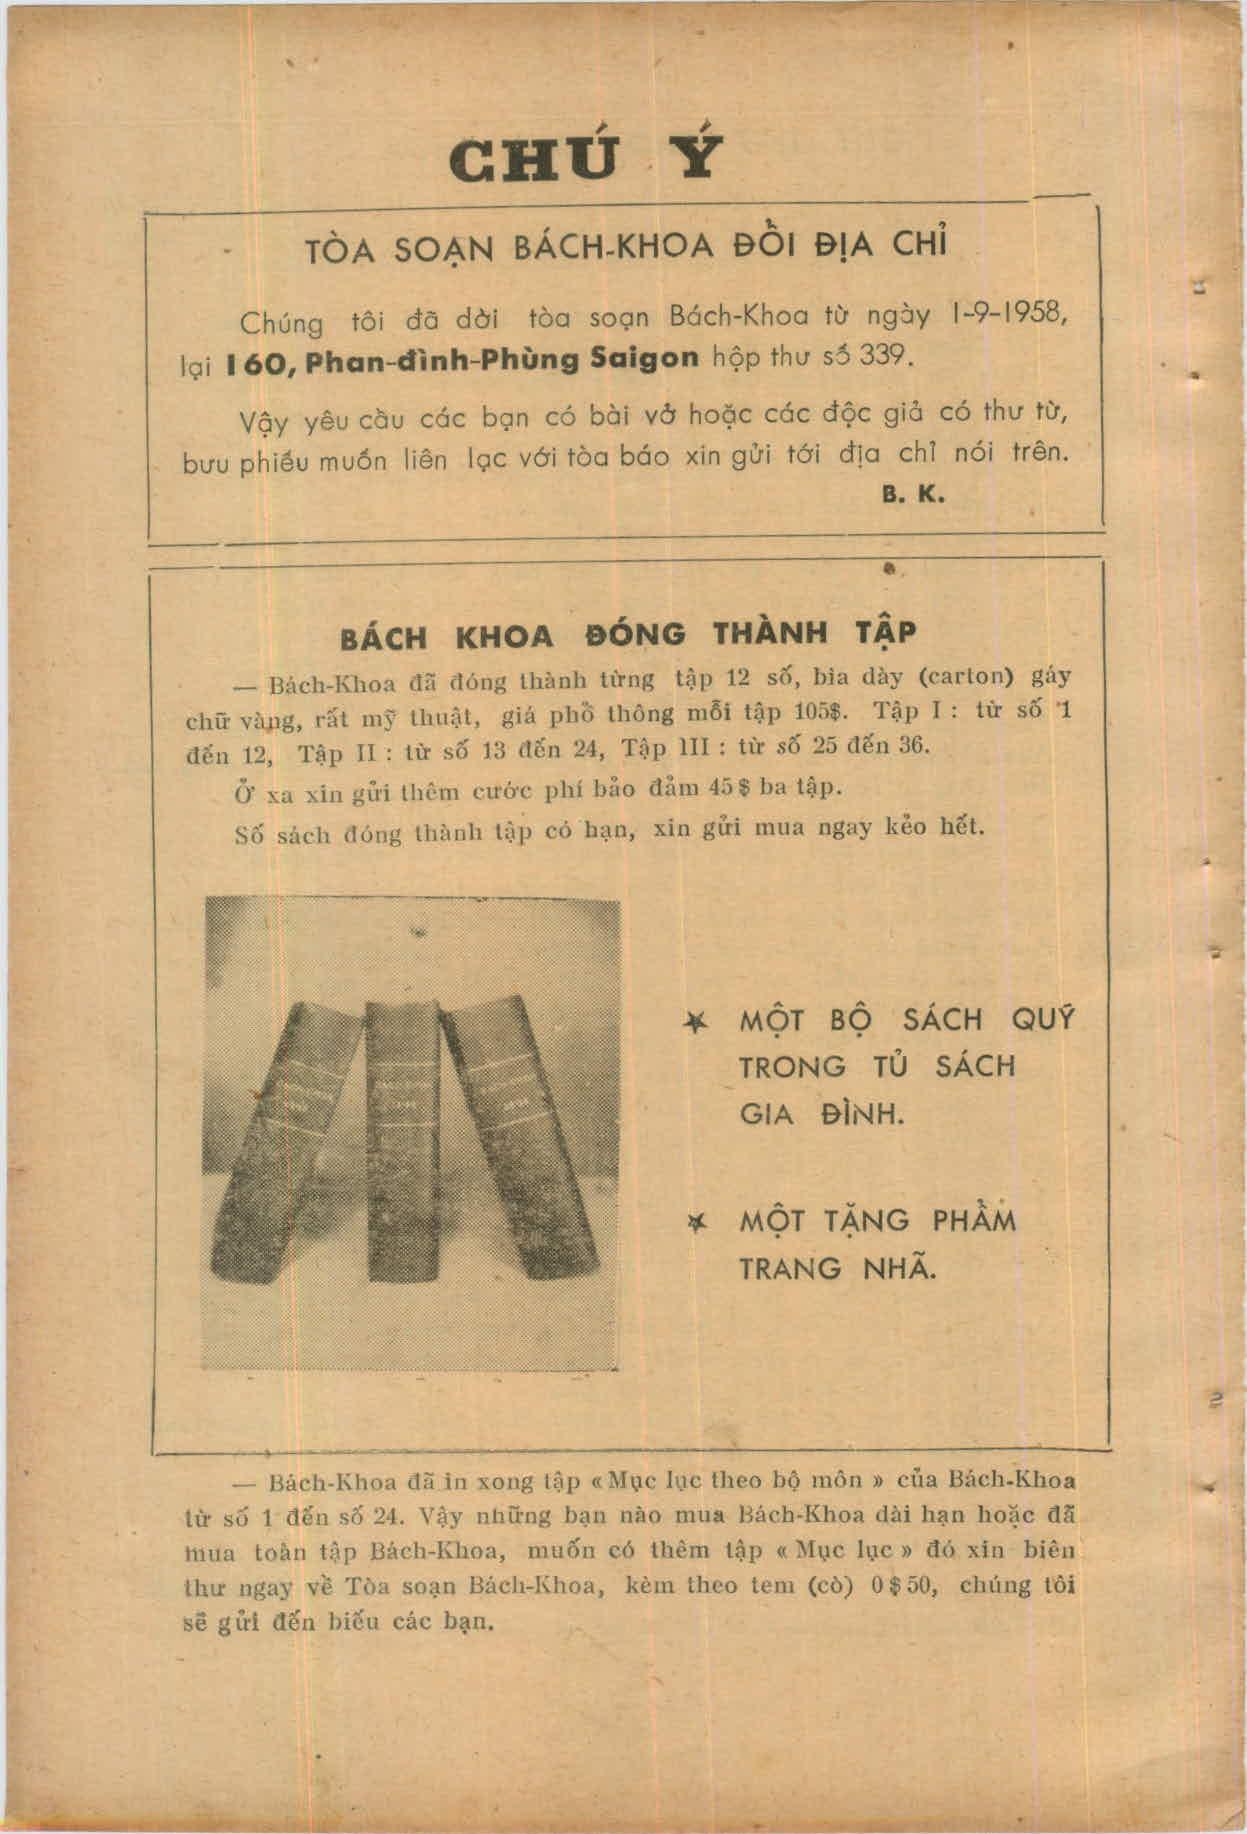 CHÚ Ý
TÒA SOẠN BÁCH-KHOA ĐỔI ĐỊA CHỈ
Chúng tôi đã dời tòa soạn Bách-Khoa từ ngày 1-9-1958,
lại 160, Phan-đình-Phùng Saigon hộp thư số 339.
Vậy yêu cầu các bạn có bài vở hoặc các độc giả có thư từ,
bưu phiếu muốn liên lạc với tòa báo xin gửi tới địa chỉ nói trên.
B. K.
BÁCH KHOA ĐÓNG THÀNH TẬP
— Bách-Khoa đã đóng thành từng tập 12 số, bìa dày (carton) gáy
chữ vàng, rất mỹ thuật, giá phổ thông mỗi tập 105$. Tập I : từ số 1
đến 12, Tập II : từ số 13 đến 24, Tập III : từ số 25 đến 36.
Ở xa xin gửi thêm cước phí bảo đảm 45$ ba tập.
Số sách đóng thành tập có hạn, xin gửi mua ngay kẻo hết.
MỘT BỘ SÁCH QUÝ
TRONG TỦ SÁCH
GIA ĐÌNH.
MỘT TẶNG PHẨM
TRANG NHÃ.
— Bách-Khoa đã in xong tập « Mục lục theo bộ môn » của Bách-Khoa
từ số 1 đến số 24. Vậy những bạn nào mua Bách-Khoa dài hạn hoặc đã
mua toàn tập Bách-Khoa, muốn có thêm tập « Mục lục » đó xin biên
thư ngay về Tòa soạn Bách-Khoa, kèm theo tem (cò) 0$50, chúng tôi
sẽ gửi đến biếu các bạn.